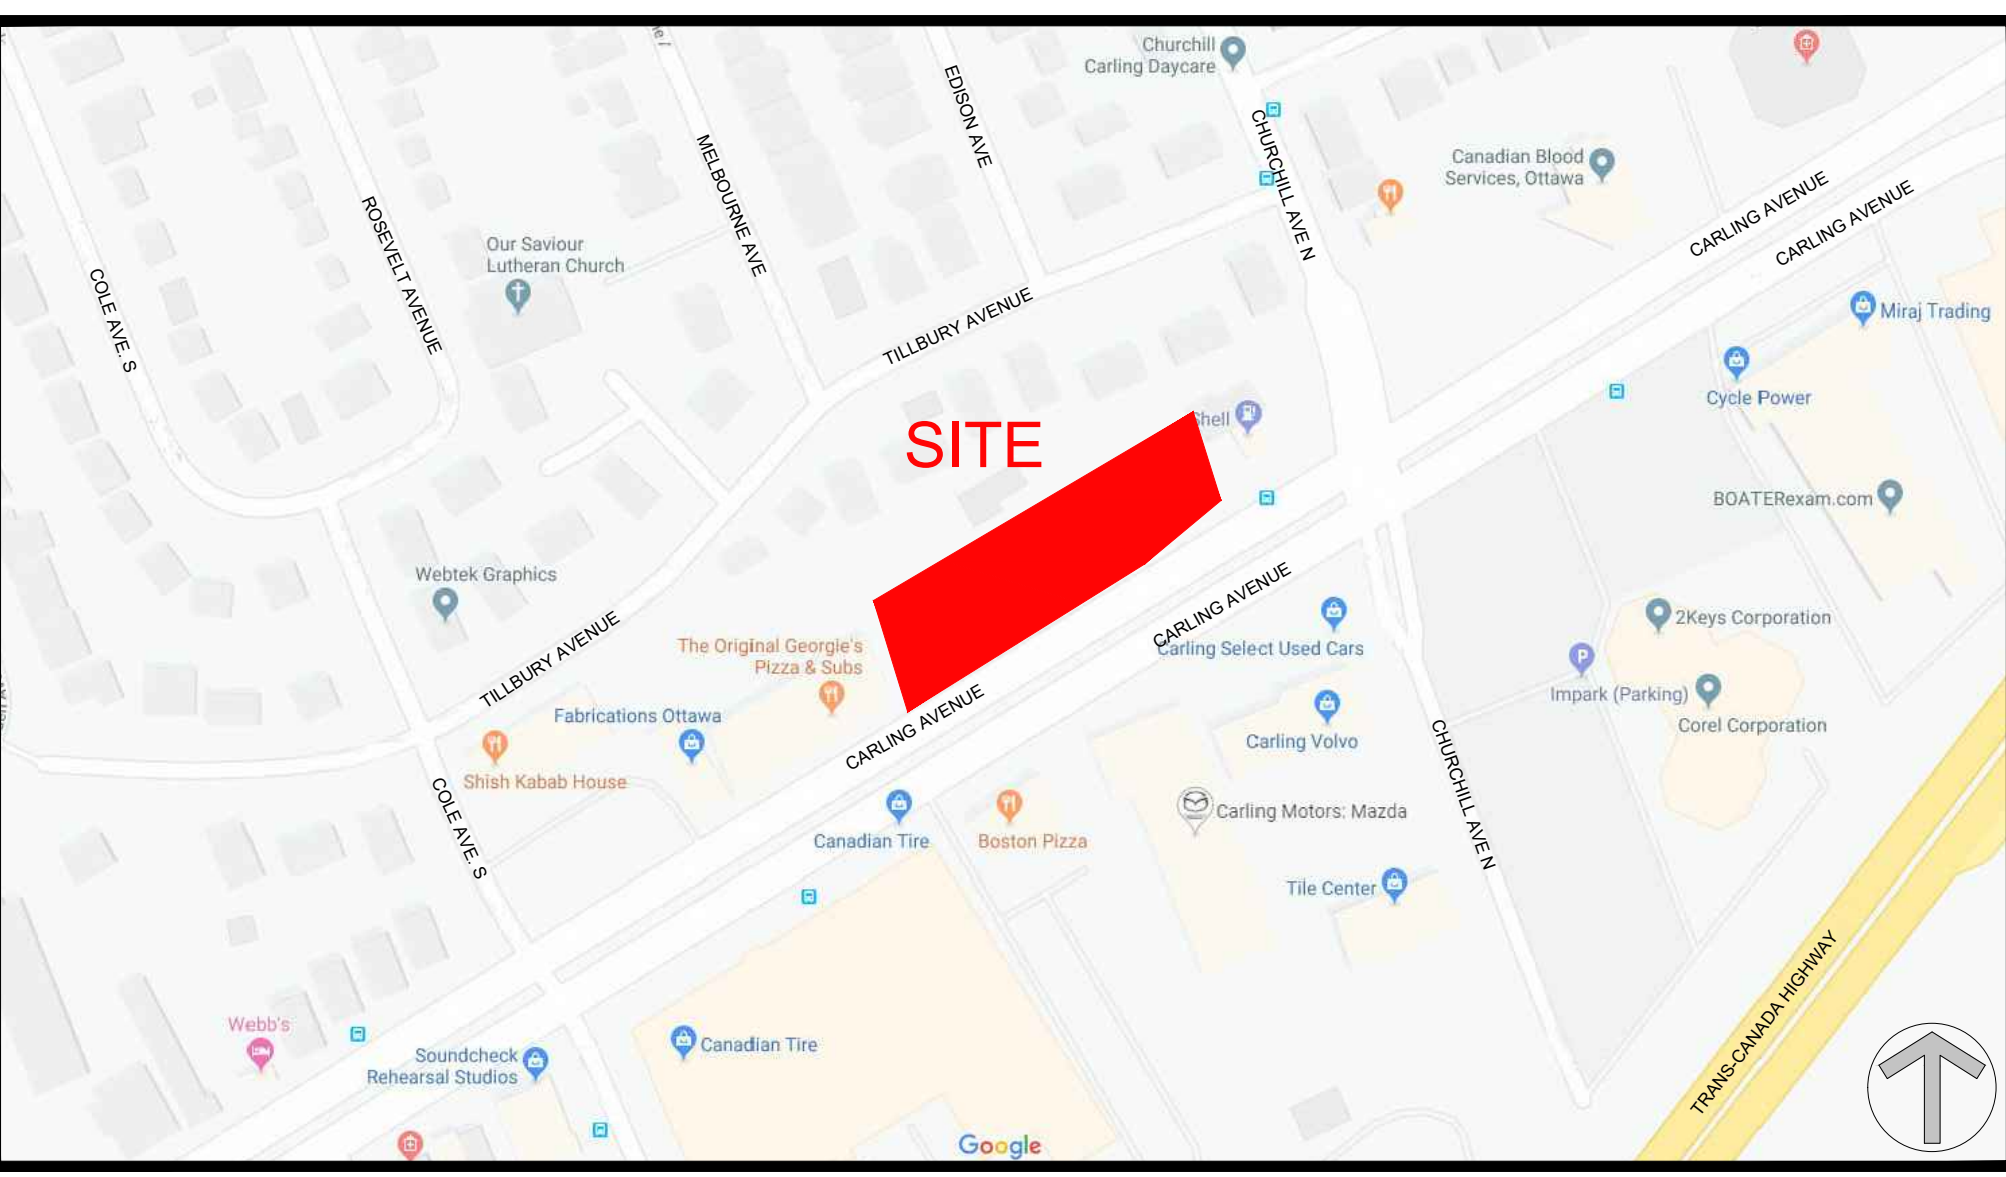 Churchill
Carling Daycare
EDISON AVE
CHURCHILL AVE N
MELBOURNE AVE
Canadian Blood
Services, Ottawa
CARLING AVENUE
CARLING AVENUE
ROSEVELT AVENUE
Our Saviour
Lutheran Church
COLE AVE. S
TILLBURY AVENUE
Miraj Trading
Cycle Power
SITE
Shell
BOATERexam.com
Webtek Graphics
TILLBURY AVENUE
The Original Georgie's
Pizza & Subs
CARLING AVENUE
Carling Select Used Cars
2Keys Corporation
P
Impark (Parking)
Corel Corporation
Fabrications Ottawa
CARLING AVENUE
Carling Volvo
CHURCHILL AVE N
Shish Kabab House
COLE AVE. S
Canadian Tire
Boston Pizza
Carling Motors: Mazda
Tile Center
TRANS-CANADA HIGHWAY
Webb's
Soundcheck
Rehearsal Studios
Canadian Tire
Google